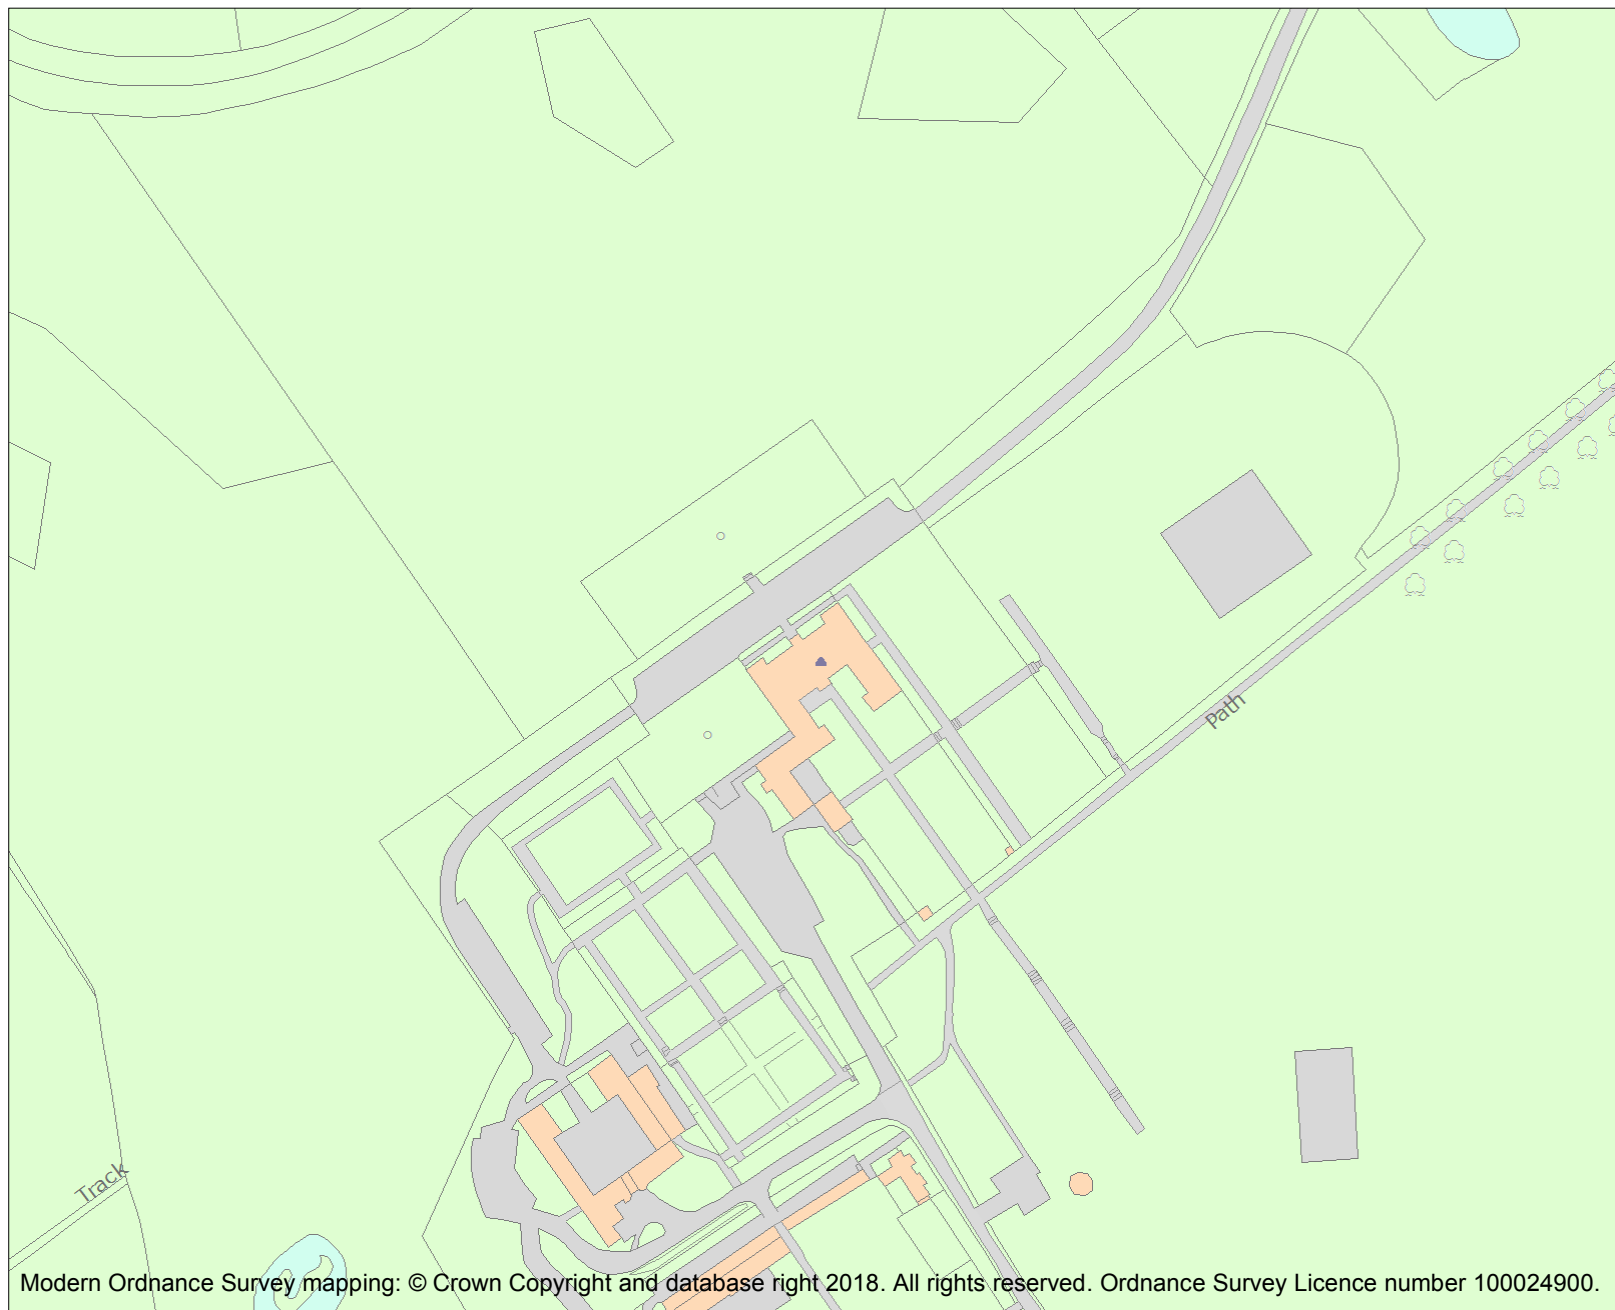 Path
Track
Modern Ordnance Survey mapping: © Crown Copyright and database right 2018. All rights reserved. Ordnance Survey Licence number 100024900.